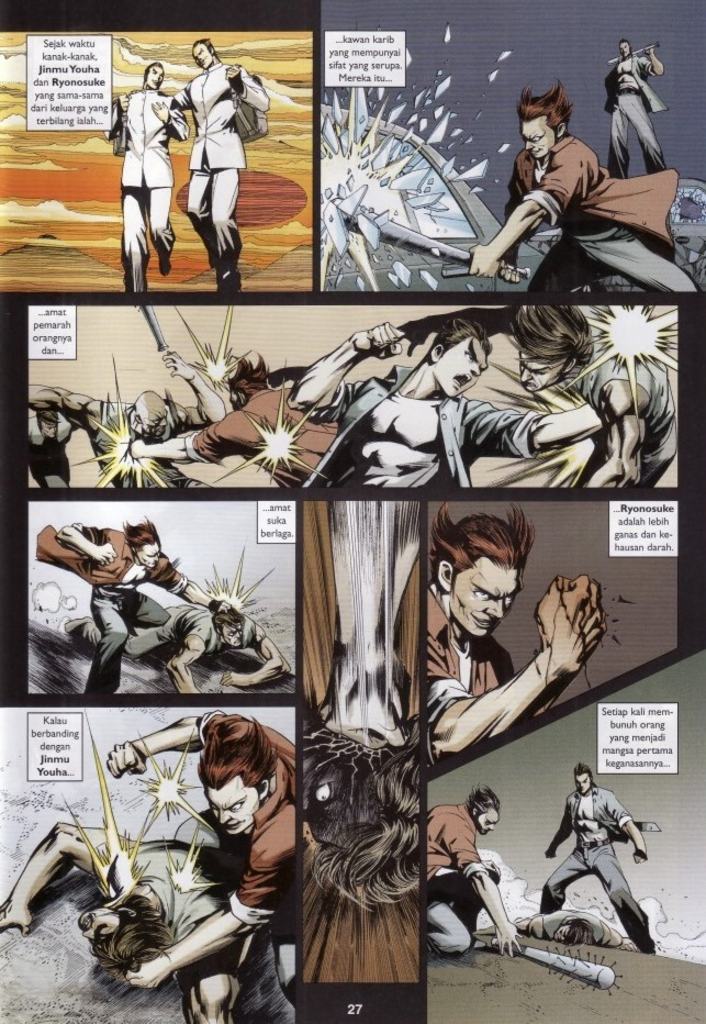 Sejak waktu
kanak-kanak,
Jinmu Youha
dan Ryonosuke
yang sama-sama
dari keluarga yang
terbilang ialah...
...kawan karib
yang mempunyai
sifat yang serupa.
Mereka itu...
...amat
pemarah
orangnya
dan...
...amat
suka
berlaga.
...Ryonosuke
adalah lebih
ganas dan ke-
hausan darah.
Kalau
berbanding
dengan
Jinmu
Youha...
Setiap kali mem-
bunuh orang
yang menjadi
mangsa pertama
keganasannya...
27